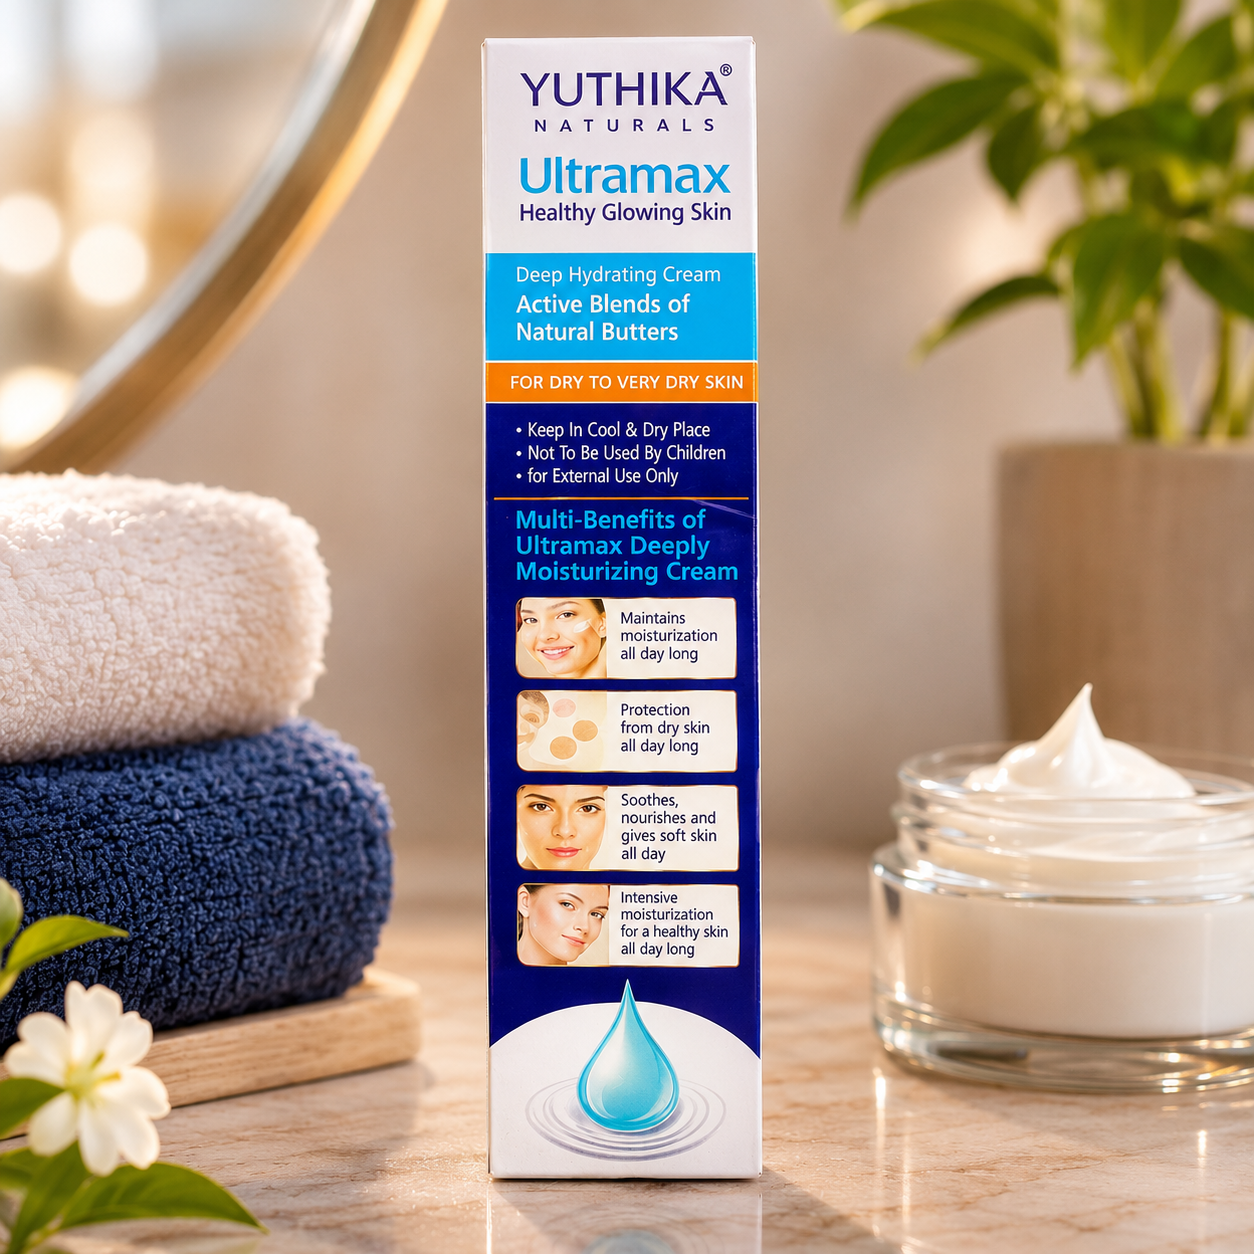 YUTHIKA®
NATURALS
Ultramax
Healthy Glowing Skin
Deep Hydrating Cream
Active Blends of
Natural Butters
FOR DRY TO VERY DRY SKIN
• Keep In Cool & Dry Place
• Not To Be Used By Children
• for External Use Only
Multi-Benefits of
Ultramax Deeply
Moisturizing Cream
Maintains
moisturization
all day long
Protection
from dry skin
all day long
Soothes,
nourishes and
gives soft skin
all day
Intensive
moisturization
for a healthy skin
all day long